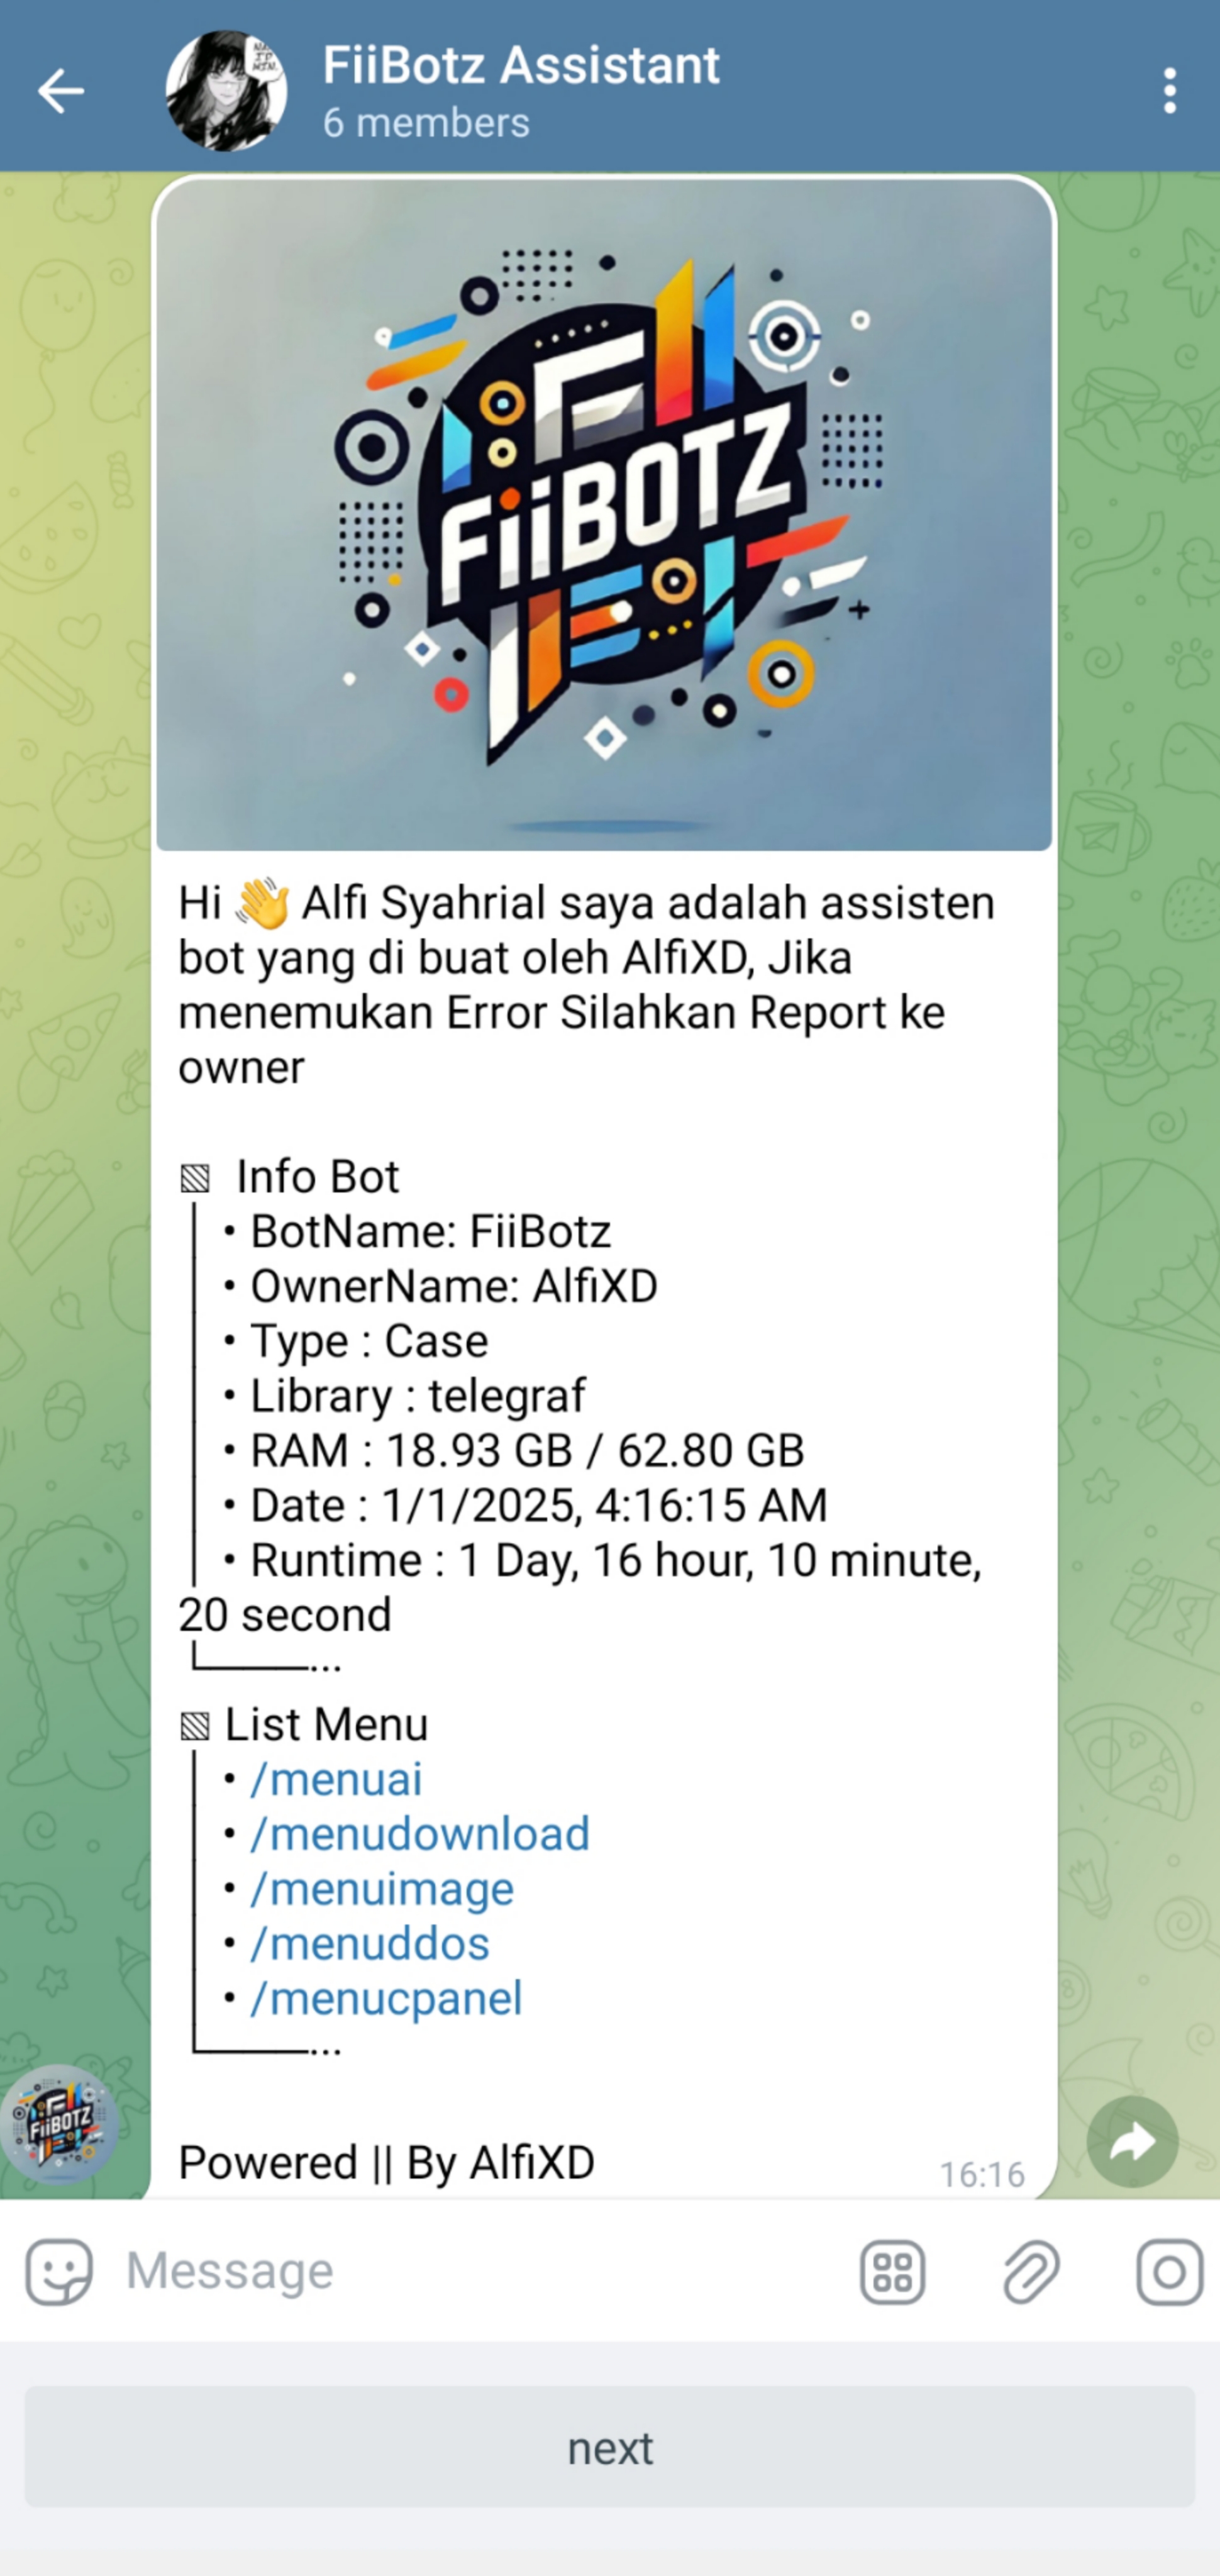 FiiBotz Assistant
6 members
FiiBOTZ
Hi 👋 Alfi Syahrial saya adalah assisten
bot yang di buat oleh AlfiXD, Jika
menemukan Error Silahkan Report ke
owner
▧ Info Bot
│ • BotName: FiiBotz
│ • OwnerName: AlfiXD
│ • Type : Case
│ • Library : telegraf
│ • RAM : 18.93 GB / 62.80 GB
│ • Date : 1/1/2025, 4:16:15 AM
│ • Runtime : 1 Day, 16 hour, 10 minute,
20 second
└────···
▧ List Menu
│ • /menuai
│ • /menudownload
│ • /menuimage
│ • /menuddos
│ • /menucpanel
└────···
Powered || By AlfiXD
16:16
FiiBOTZ
Message
next